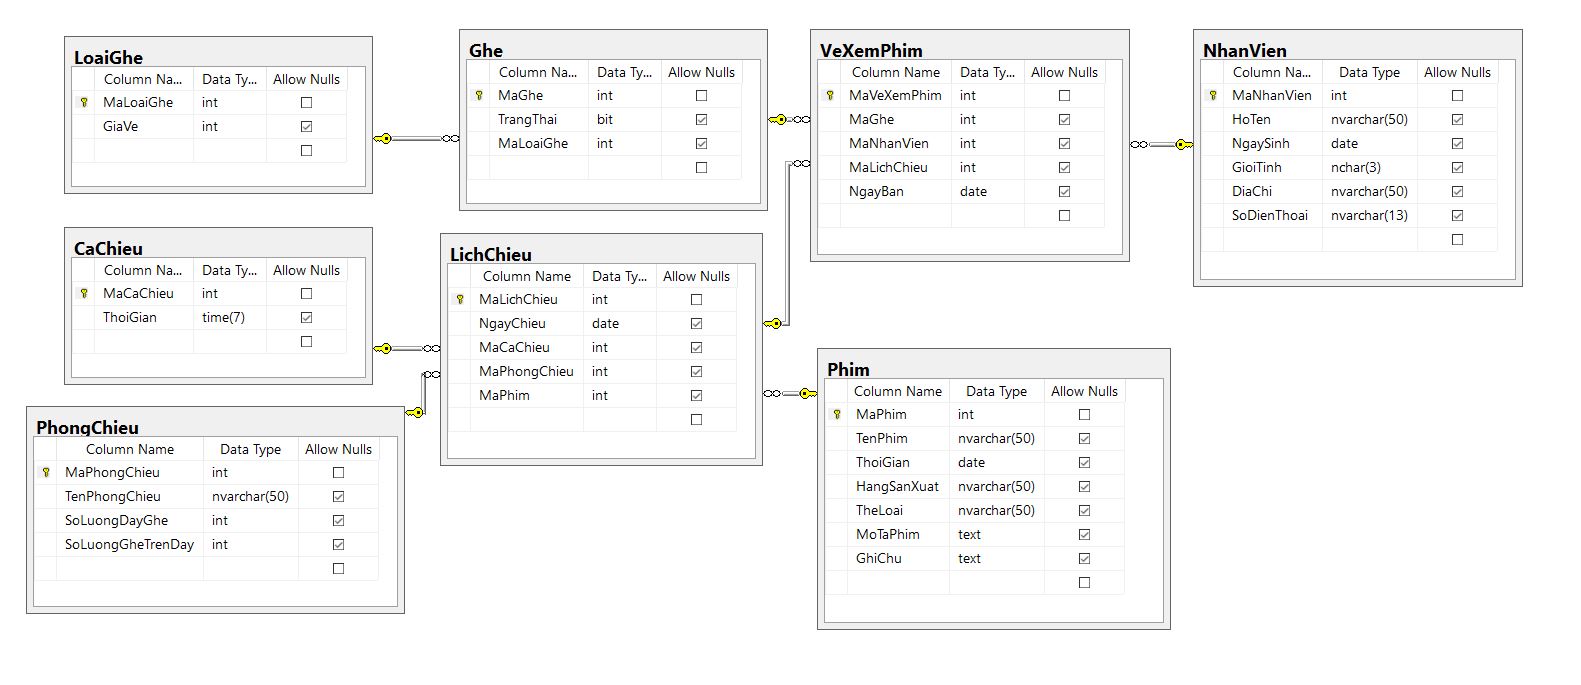 LoaiGhe
Column Na... Data Ty... Allow Nulls
MaLoaiGhe int
GiaVe int
Ghe
Column Na... Data Ty... Allow Nulls
MaGhe int
TrangThai bit
MaLoaiGhe int
VeXemPhim
Column Name Data Ty... Allow Nulls
MaVeXemPhim int
MaGhe int
MaNhanVien int
MaLichChieu int
NgayBan date
NhanVien
Column Na... Data Type Allow Nulls
MaNhanVien int
HoTen nvarchar(50)
NgaySinh date
GioiTinh nchar(3)
DiaChi nvarchar(50)
SoDienThoai nvarchar(13)
CaChieu
Column Na... Data Ty... Allow Nulls
MaCaChieu int
ThoiGian time(7)
LichChieu
Column Name Data Ty... Allow Nulls
MaLichChieu int
NgayChieu date
MaCaChieu int
MaPhongChieu int
MaPhim int
Phim
Column Name Data Type Allow Nulls
MaPhim int
TenPhim nvarchar(50)
ThoiGian date
HangSanXuat nvarchar(50)
TheLoai nvarchar(50)
MoTaPhim text
GhiChu text
PhongChieu
Column Name Data Type Allow Nulls
MaPhongChieu int
TenPhongChieu nvarchar(50)
SoLuongDayGhe int
SoLuongGheTrenDay int